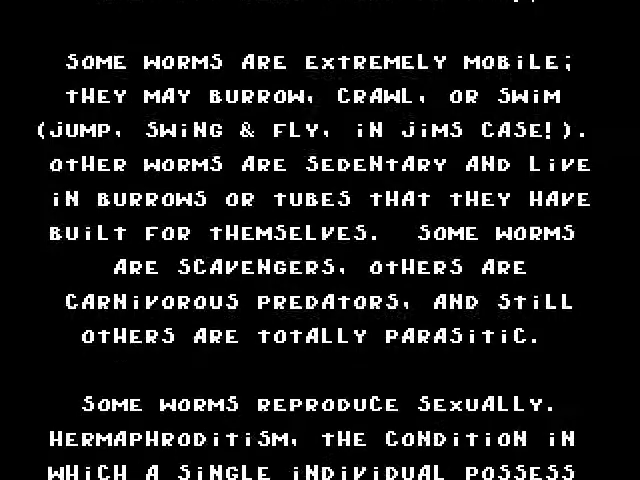 SOME WORMS ARE EXTREMELY MOBILE;
THEY MAY BURROW, CRAWL, OR SWIM
(JUMP, SWING & FLY, IN JIMS CASE!).
OTHER WORMS ARE SEDENTARY AND LIVE
IN BURROWS OR TUBES THAT THEY HAVE
BUILT FOR THEMSELVES. SOME WORMS
ARE SCAVENGERS, OTHERS ARE
CARNIVOROUS PREDATORS, AND STILL
OTHERS ARE TOTALLY PARASITIC.
SOME WORMS REPRODUCE SEXUALLY.
HERMAPHRODITISM, THE CONDITION IN
WHICH A SINGLE INDIVIDUAL POSSESS